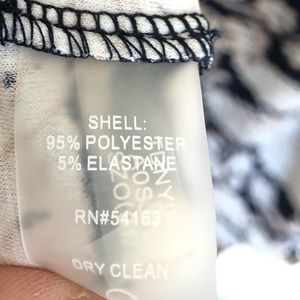 SHELL:
95% POLYESTER
5% ELASTANE
RN#54163
DRY CLEAN